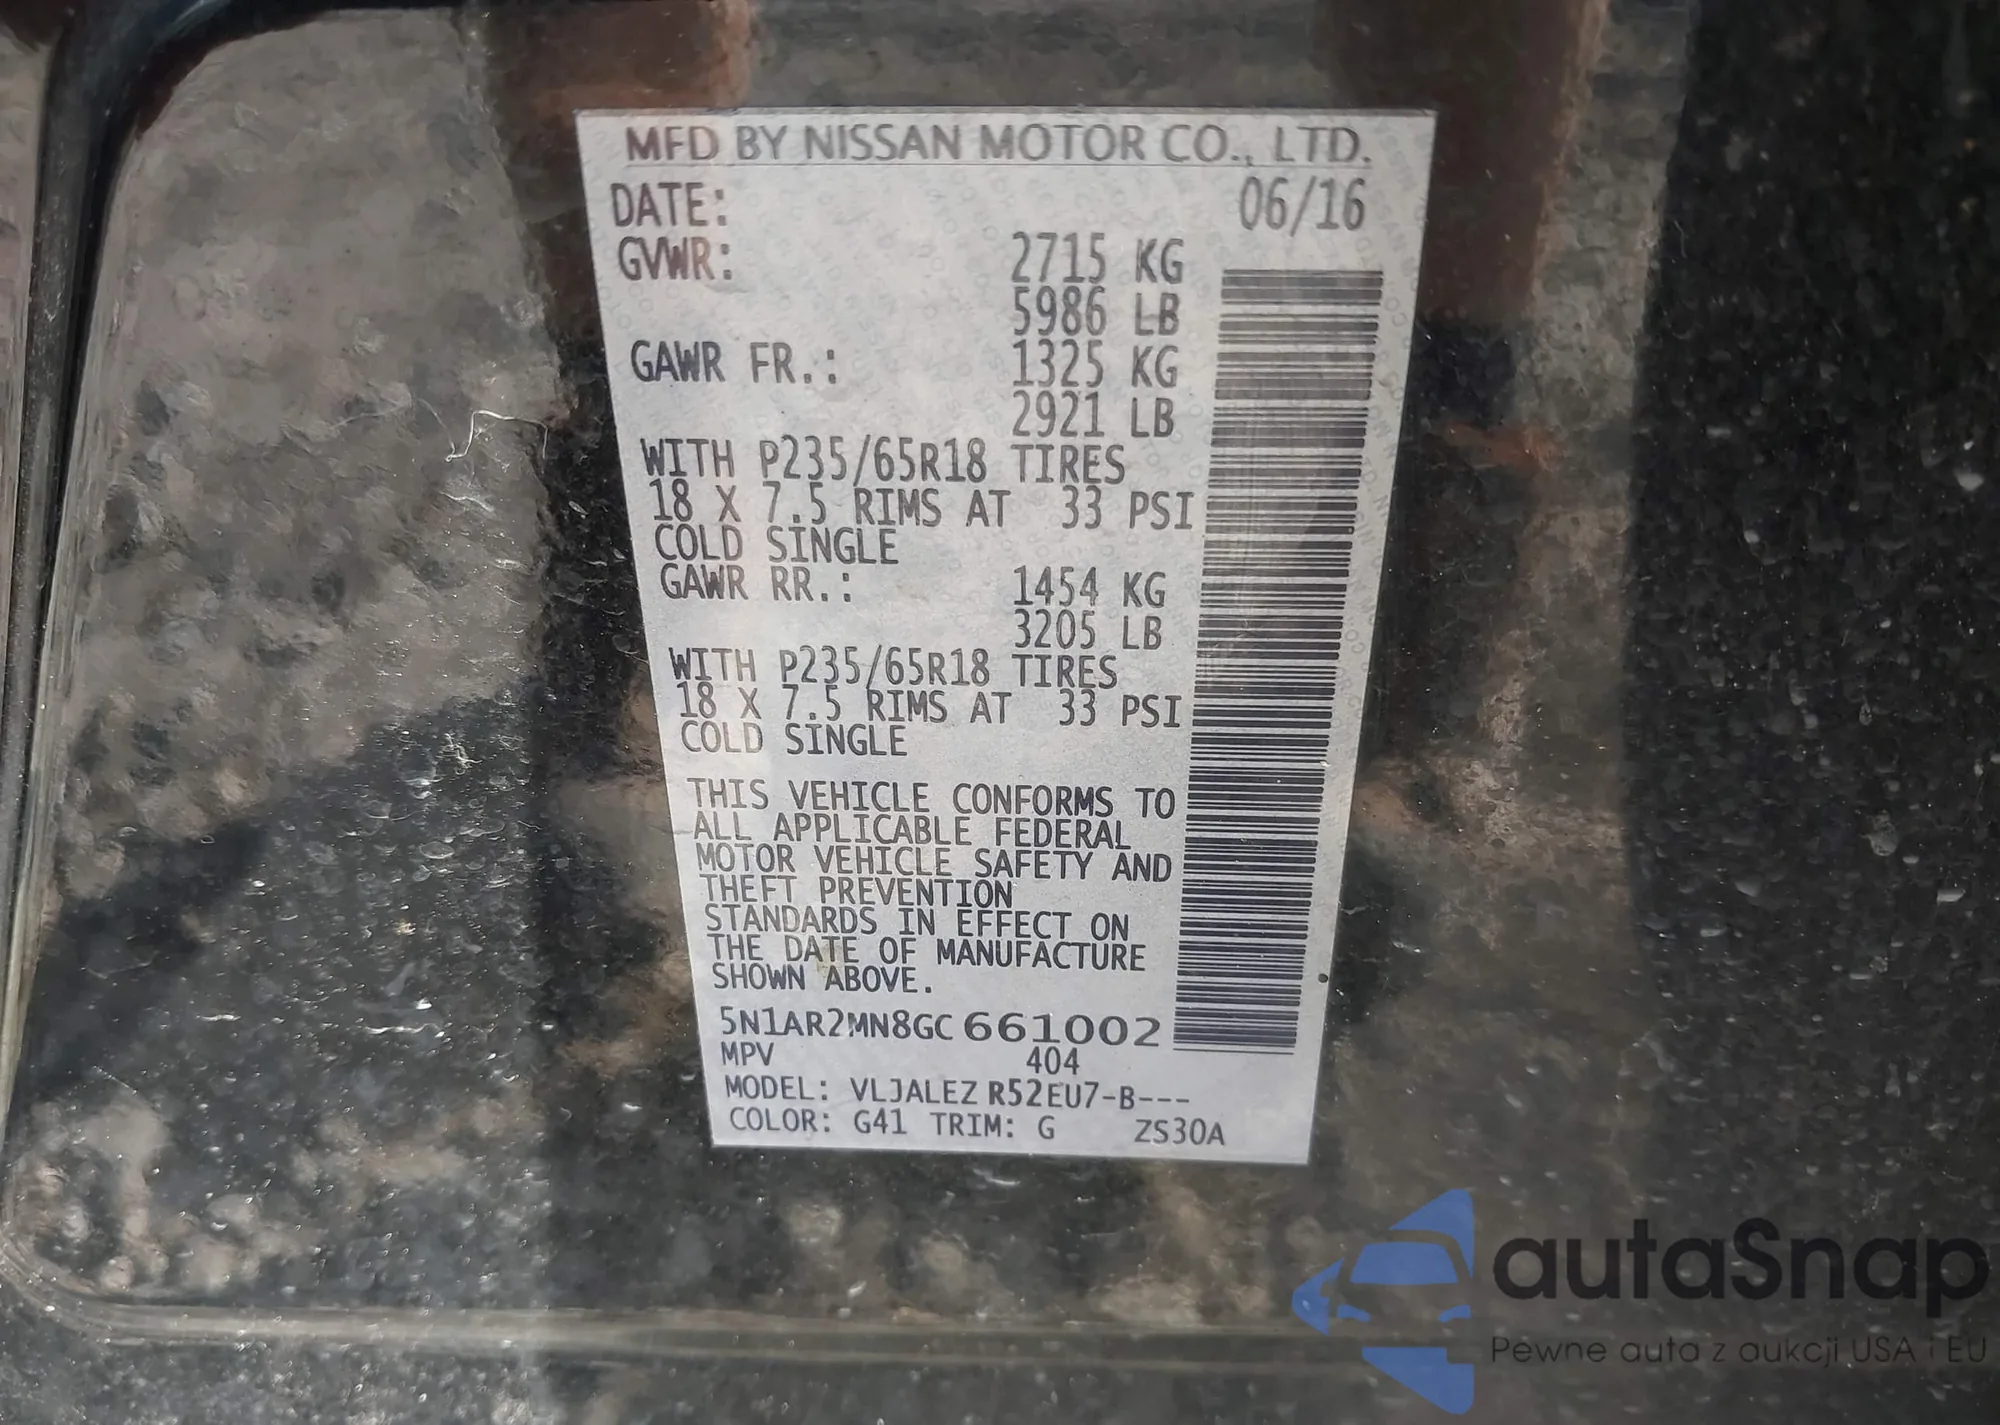 MFD BY NISSAN MOTOR CO., LTD.
DATE: 06/16
GVWR: 2715 KG
5986 LB
GAWR FR.: 1325 KG
2921 LB
WITH P235/65R18 TIRES
18 X 7.5 RIMS AT 33 PSI
COLD SINGLE
GAWR RR.: 1454 KG
3205 LB
WITH P235/65R18 TIRES
18 X 7.5 RIMS AT 33 PSI
COLD SINGLE
THIS VEHICLE CONFORMS TO
ALL APPLICABLE FEDERAL
MOTOR VEHICLE SAFETY AND
THEFT PREVENTION
STANDARDS IN EFFECT ON
THE DATE OF MANUFACTURE
SHOWN ABOVE.
5N1AR2MN8GC 661002
MPV 404
MODEL: VLJALEZ R52EU7-B---
COLOR: G41 TRIM: G ZS30A
autaSnap
Pewne auta z aukcji USA i EU